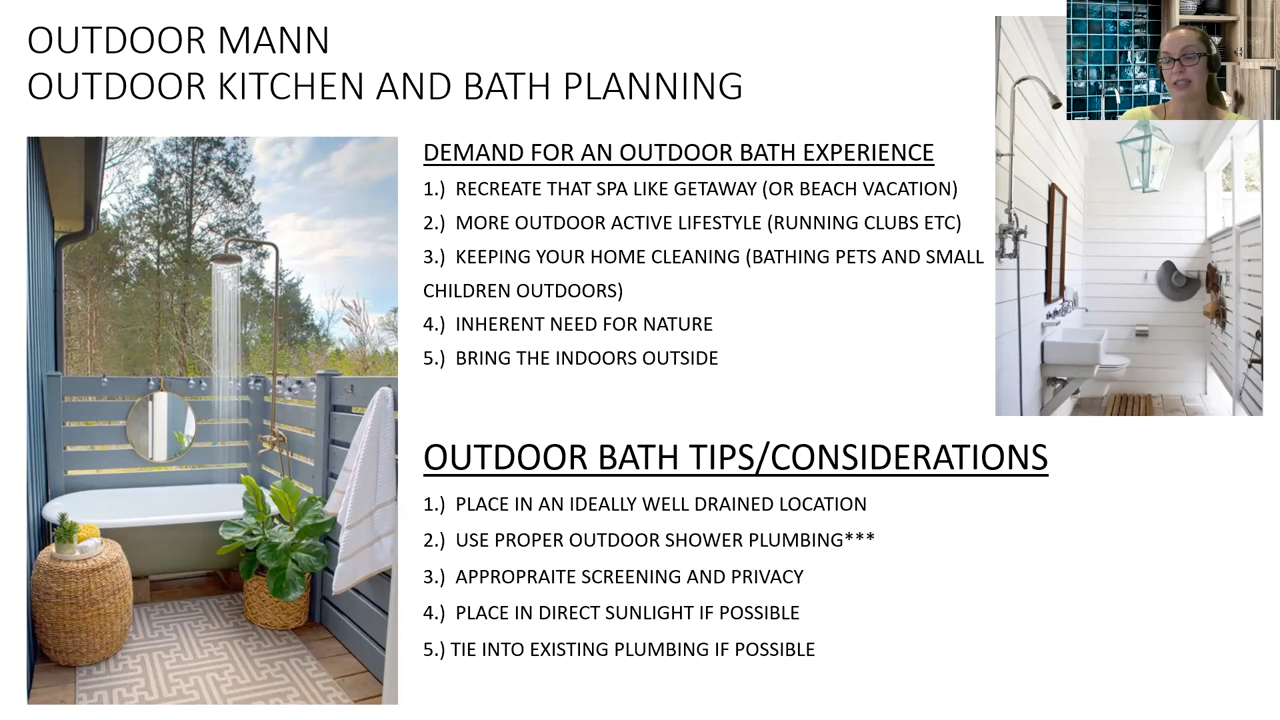 OUTDOOR MANN
OUTDOOR KITCHEN AND BATH PLANNING
DEMAND FOR AN OUTDOOR BATH EXPERIENCE
1.) RECREATE THAT SPA LIKE GETAWAY (OR BEACH VACATION)
2.) MORE OUTDOOR ACTIVE LIFESTYLE (RUNNING CLUBS ETC)
3.) KEEPING YOUR HOME CLEANING (BATHING PETS AND SMALL
CHILDREN OUTDOORS)
4.) INHERENT NEED FOR NATURE
5.) BRING THE INDOORS OUTSIDE
OUTDOOR BATH TIPS/CONSIDERATIONS
1.) PLACE IN AN IDEALLY WELL DRAINED LOCATION
2.) USE PROPER OUTDOOR SHOWER PLUMBING***
3.) APPROPRAITE SCREENING AND PRIVACY
4.) PLACE IN DIRECT SUNLIGHT IF POSSIBLE
5.) TIE INTO EXISTING PLUMBING IF POSSIBLE